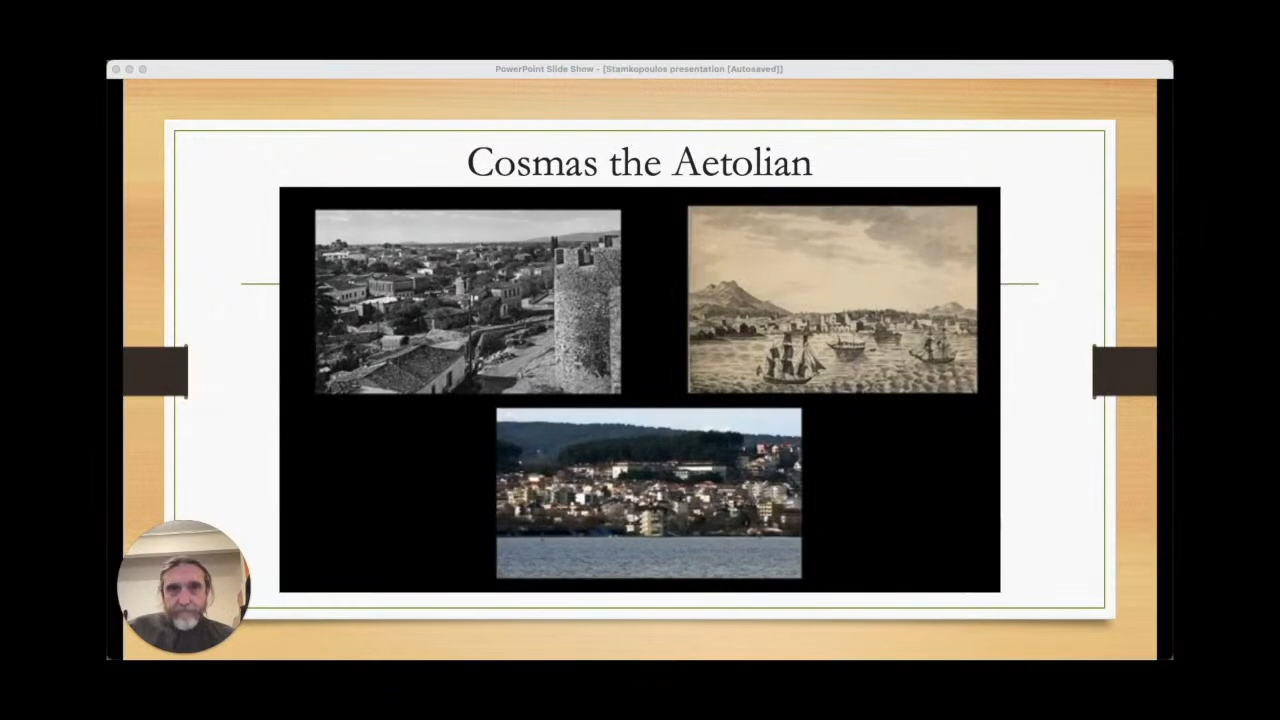 PowerPoint Slide Show - [Stamkopoulos presentation [Autosaved]]
Cosmas the Aetolian